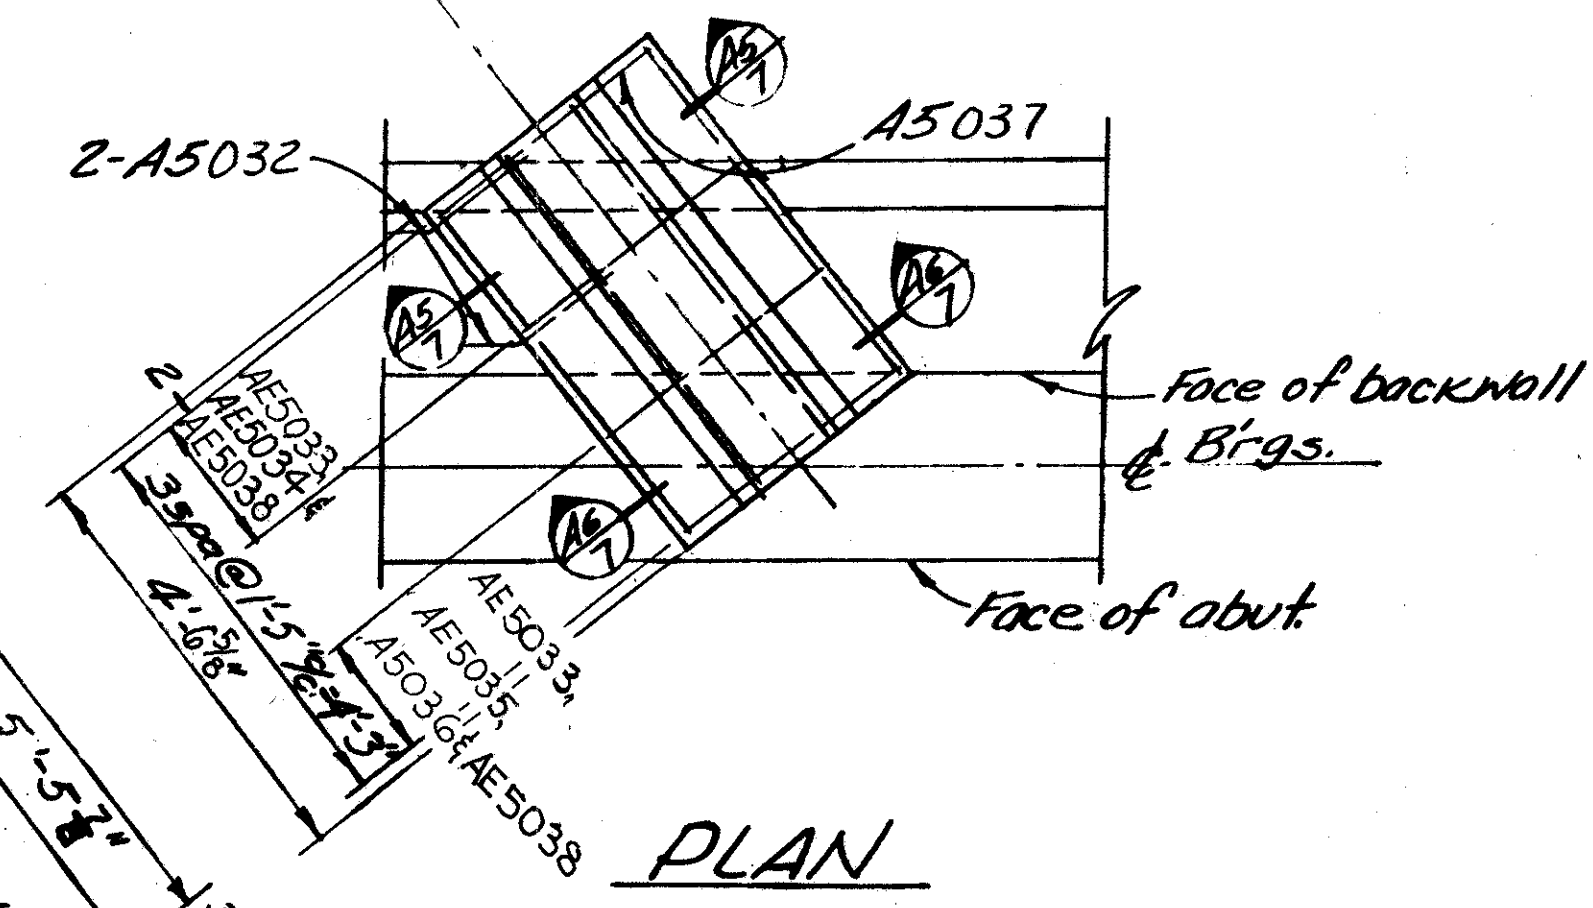 A5
7
2-A5032
A5037
A6
7
A5
7
2
AE5033,
AE5034 &
AE5038
Face of backwall
℄ Br'gs.
3 spa @ 1'-5" o/c = 4'-3"
4'-6 5/8"
A6
7
Face of abut.
AE5033,
AE5035,
A5036 & AE5038
5'-5 7/8"
PLAN